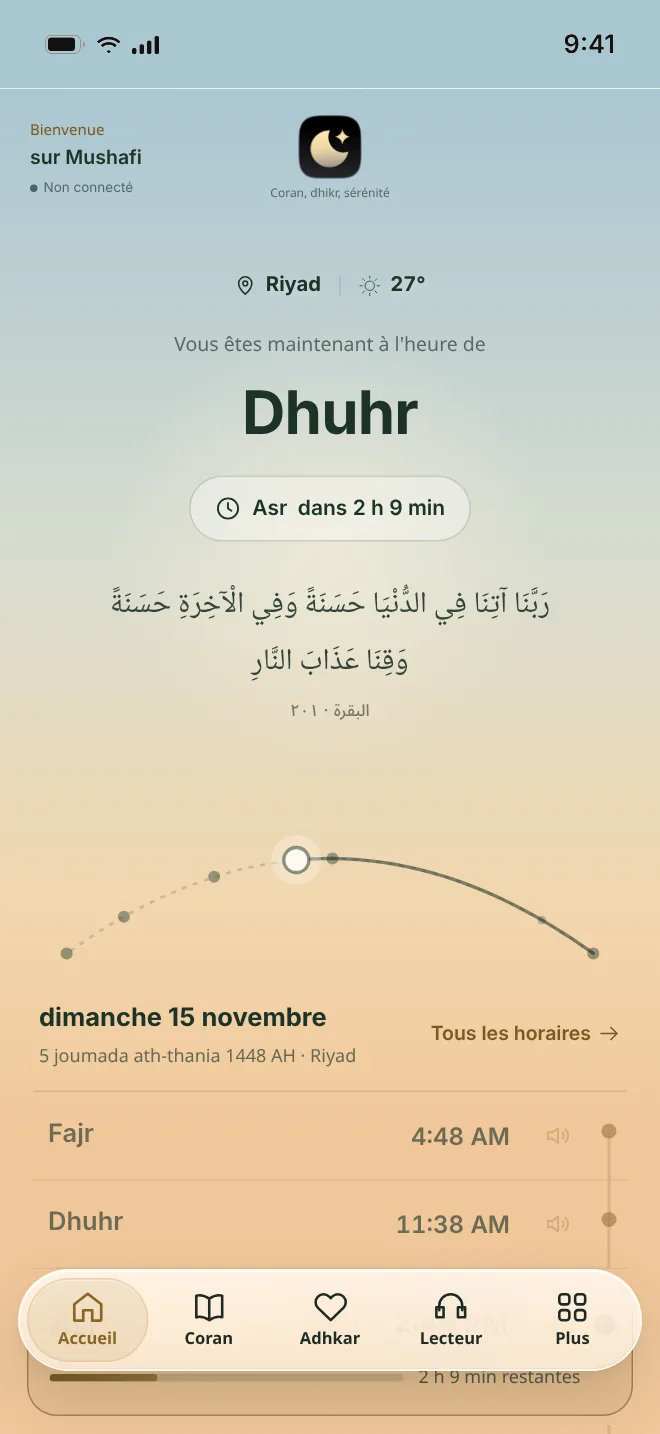 9:41
Bienvenue
sur Mushafi
Non connecté
Coran, dhikr, sérénité
Riyad
27°
Vous êtes maintenant à l'heure de
Dhuhr
Asr dans 2 h 9 min
رَبَّنَا آتِنَا فِي الدُّنْيَا حَسَنَةً وَفِي الْآخِرَةِ حَسَنَةً
وَقِنَا عَذَابَ النَّارِ
البقرة · ٢٠١
dimanche 15 novembre
5 joumada ath-thania 1448 AH · Riyad
Tous les horaires →
Fajr 4:48 AM
Dhuhr 11:38 AM
Accueil
Coran
Adhkar
Lecteur
Plus
2 h 9 min restantes